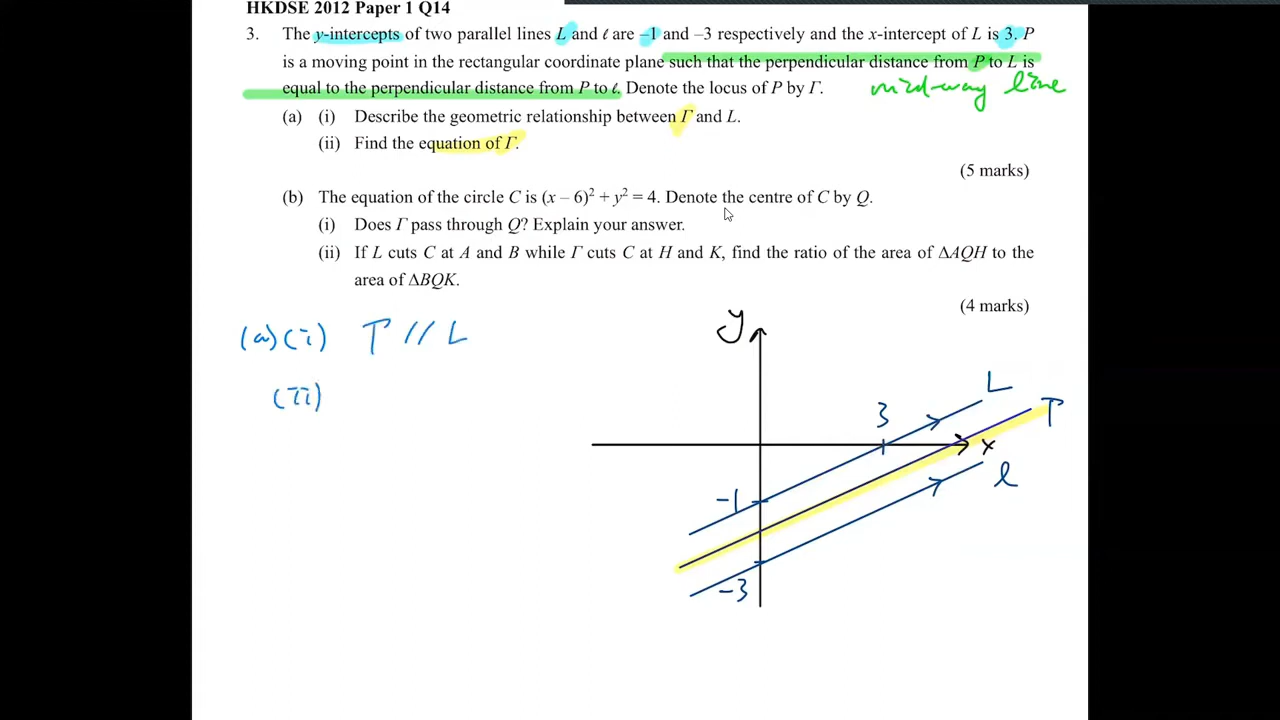 HKDSE 2012 Paper 1 Q14
3. The y-intercepts of two parallel lines L and ℓ are −1 and −3 respectively and the x-intercept of L is 3. P
is a moving point in the rectangular coordinate plane such that the perpendicular distance from P to L is
equal to the perpendicular distance from P to ℓ. Denote the locus of P by Γ.
mid-way line
(a) (i) Describe the geometric relationship between Γ and L.
(ii) Find the equation of Γ.
(5 marks)
(b) The equation of the circle C is (x – 6)² + y² = 4. Denote the centre of C by Q.
(i) Does Γ pass through Q? Explain your answer.
(ii) If L cuts C at A and B while Γ cuts C at H and K, find the ratio of the area of ΔAQH to the
area of ΔBQK.
(4 marks)
(a)(i) Γ // L
(ii)
y
L
3
Γ
x
ℓ
−1
−3